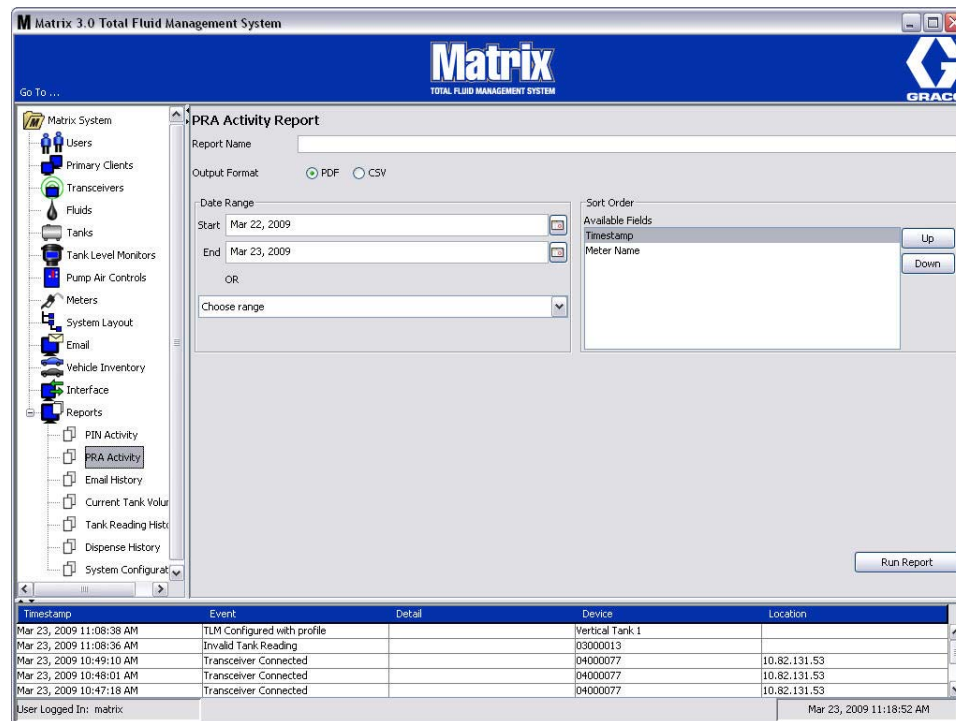 Matrix 3.0 Total Fluid Management System
Matrix
TOTAL FLUID MANAGEMENT SYSTEM
Go To ...
GRACO
Matrix System
Users
Primary Clients
Transceivers
Fluids
Tanks
Tank Level Monitors
Pump Air Controls
Meters
System Layout
Email
Vehicle Inventory
Interface
Reports
PIN Activity
PRA Activity
Email History
Current Tank Volur
Tank Reading Histo
Dispense History
System Configurat
PRA Activity Report
Report Name
Output Format PDF CSV
Date Range
Start Mar 22, 2009
End Mar 23, 2009
OR
Choose range
Sort Order
Available Fields
Timestamp
Meter Name
Up
Down
Run Report
Timestamp Event Detail Device Location
Mar 23, 2009 11:08:38 AM TLM Configured with profile Vertical Tank 1
Mar 23, 2009 11:08:36 AM Invalid Tank Reading 03000013
Mar 23, 2009 10:49:10 AM Transceiver Connected 04000077 10.82.131.53
Mar 23, 2009 10:48:01 AM Transceiver Connected 04000077 10.82.131.53
Mar 23, 2009 10:47:18 AM Transceiver Connected 04000077 10.82.131.53
User Logged In: matrix Mar 23, 2009 11:18:52 AM